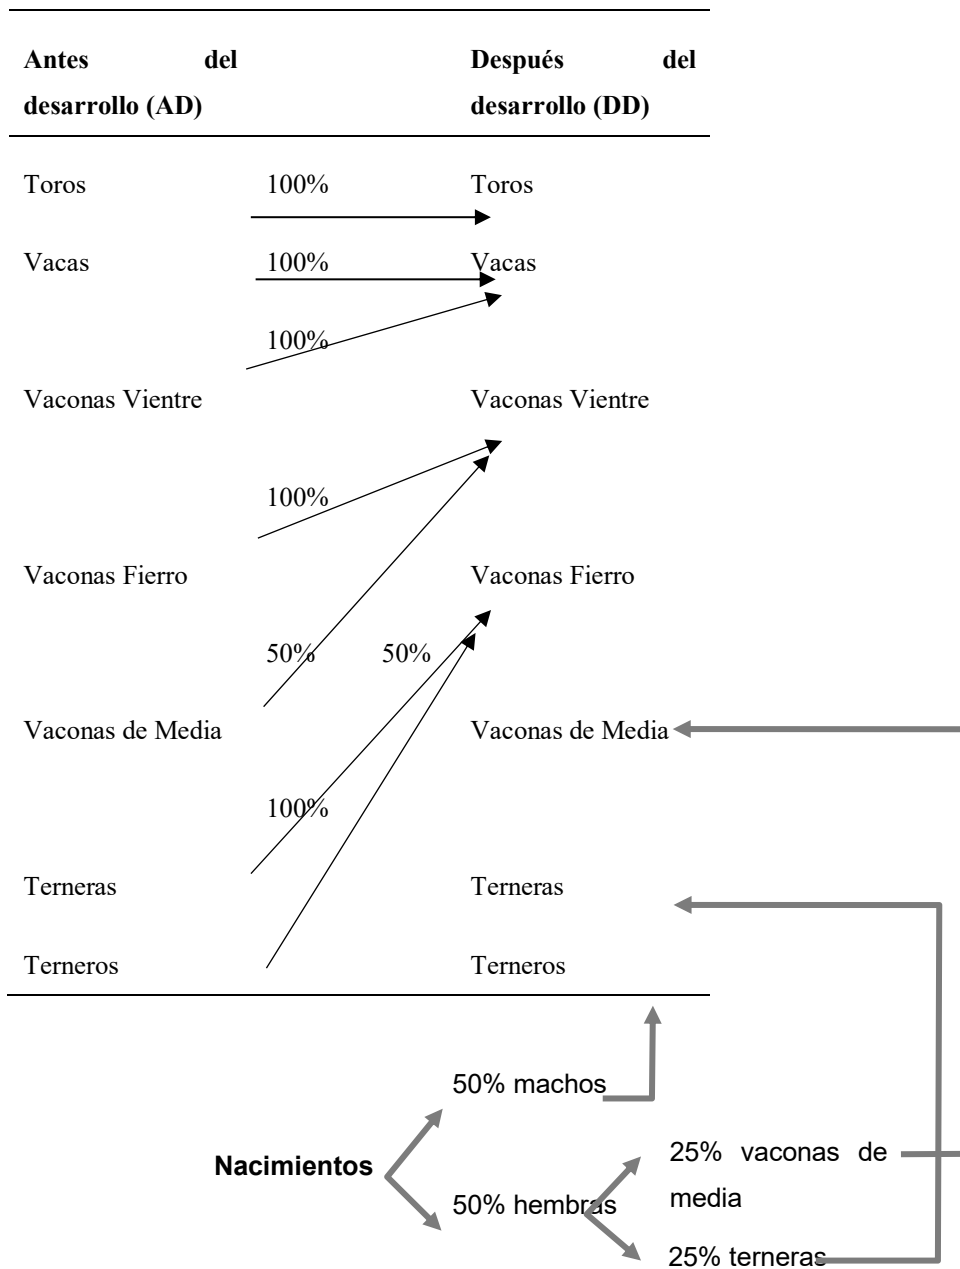 Antes del Después del
desarrollo (AD) desarrollo (DD)
Toros 100% Toros
Vacas 100% Vacas
100%
Vaconas Vientre Vaconas Vientre
100%
Vaconas Fierro Vaconas Fierro
50% 50%
Vaconas de Media Vaconas de Media
100%
Terneras Terneras
Terneros Terneros
50% machos
Nacimientos
25% vaconas de
media
50% hembras
25% terneras